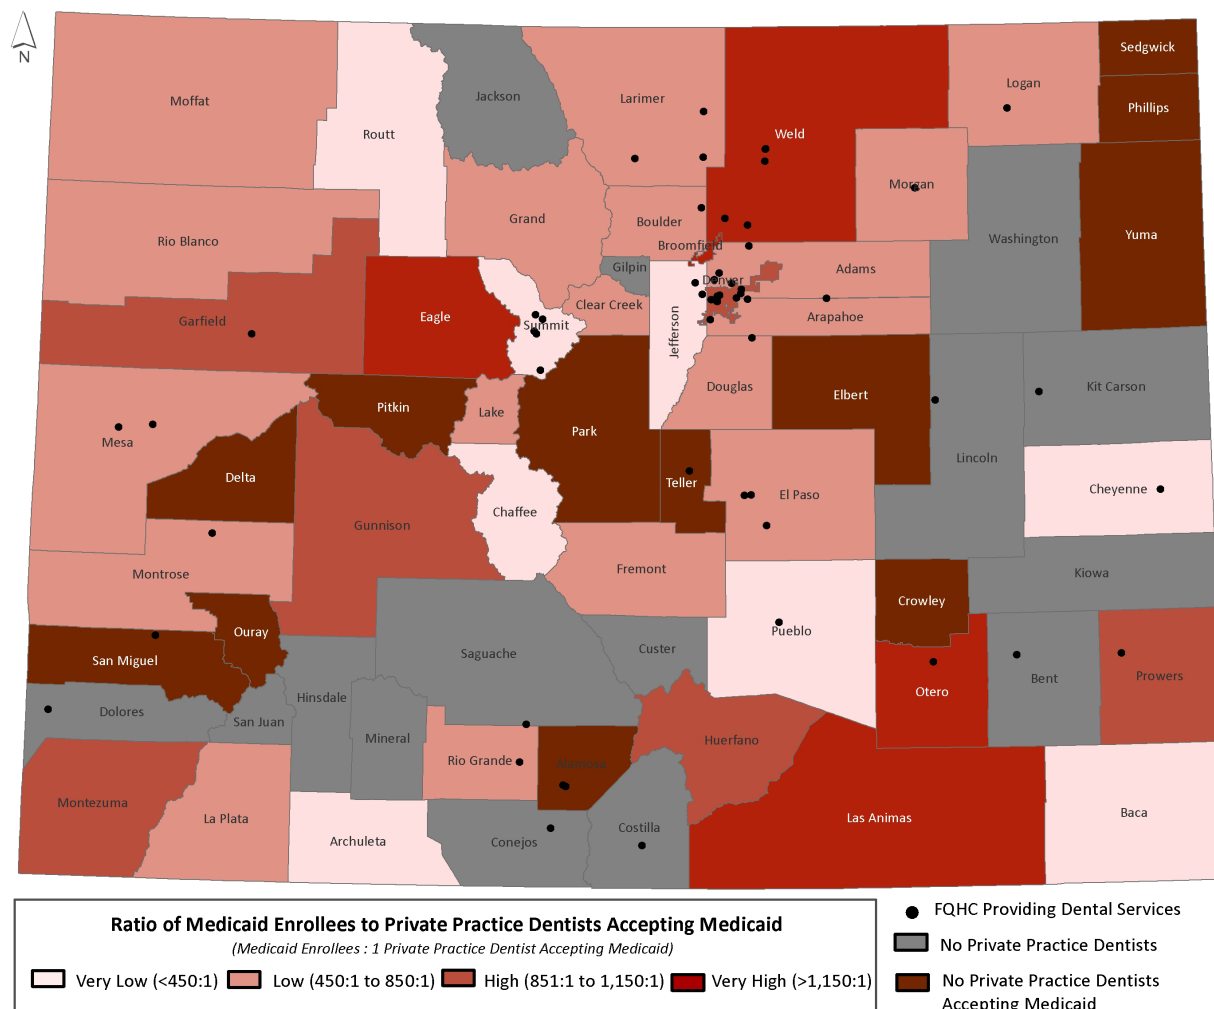 N
Sedgwick
Moffat
Jackson
Larimer
Logan
Phillips
Routt
Weld
Morgan
Grand
Boulder
Rio Blanco
Washington
Yuma
Broomfield
Gilpin
Adams
Denver
Clear Creek
Garfield
Eagle
Summit
Jefferson
Arapahoe
Douglas
Kit Carson
Pitkin
Lake
Elbert
Mesa
Park
Lincoln
Delta
Teller
El Paso
Cheyenne
Chaffee
Gunnison
Montrose
Fremont
Kiowa
Crowley
Ouray
Pueblo
San Miguel
Saguache
Custer
Bent
Prowers
Otero
Hinsdale
Dolores
San Juan
Mineral
Huerfano
Rio Grande
Alamosa
Montezuma
La Plata
Las Animas
Baca
Costilla
Archuleta
Conejos
Ratio of Medicaid Enrollees to Private Practice Dentists Accepting Medicaid
(Medicaid Enrollees : 1 Private Practice Dentist Accepting Medicaid)
Very Low (<450:1) Low (450:1 to 850:1) High (851:1 to 1,150:1) Very High (>1,150:1)
FQHC Providing Dental Services
No Private Practice Dentists
No Private Practice Dentists
Accepting Medicaid